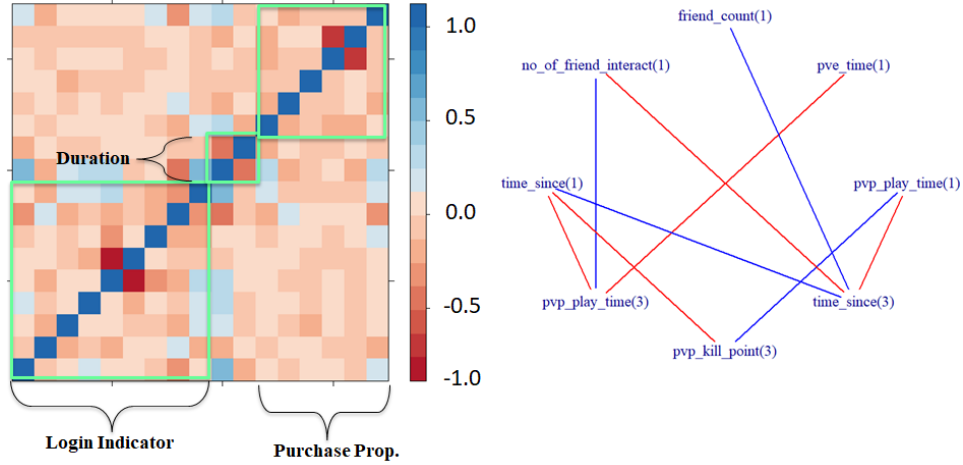 1.0
0.5
0.0
-0.5
-1.0
Duration
Login Indicator
Purchase Prop.
friend_count(1)
no_of_friend_interact(1)
pve_time(1)
time_since(1)
pvp_play_time(1)
pvp_play_time(3)
time_since(3)
pvp_kill_point(3)